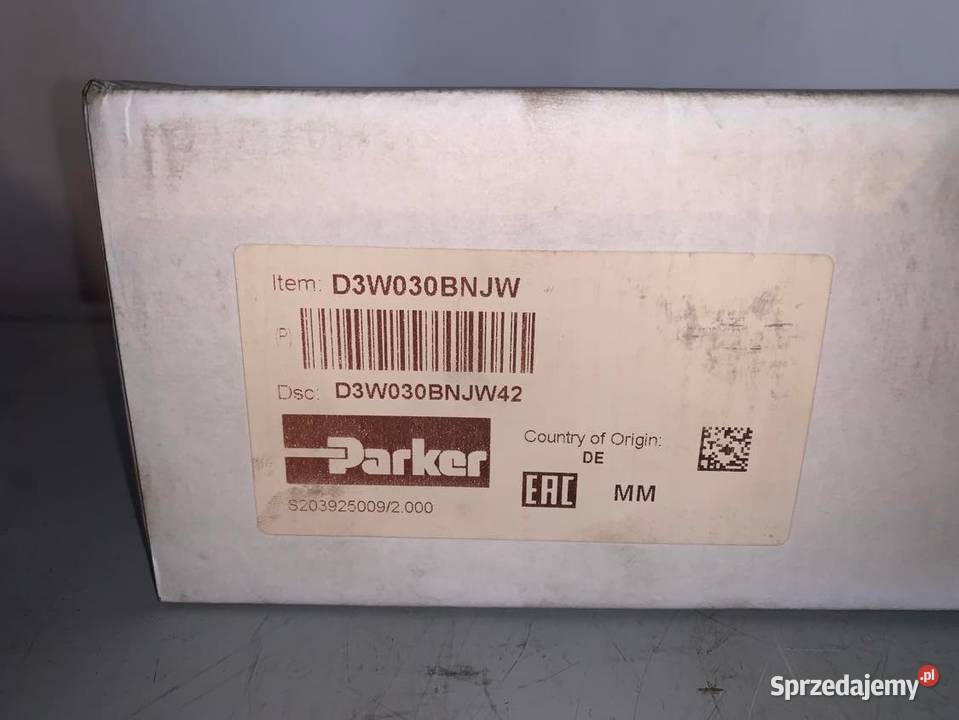 Item: D3W030BNJW
(P)
Dsc: D3W030BNJW42
Parker
Country of Origin:
DE
EAC
MM
S203925009/2.000
Sprzedajemy.pl